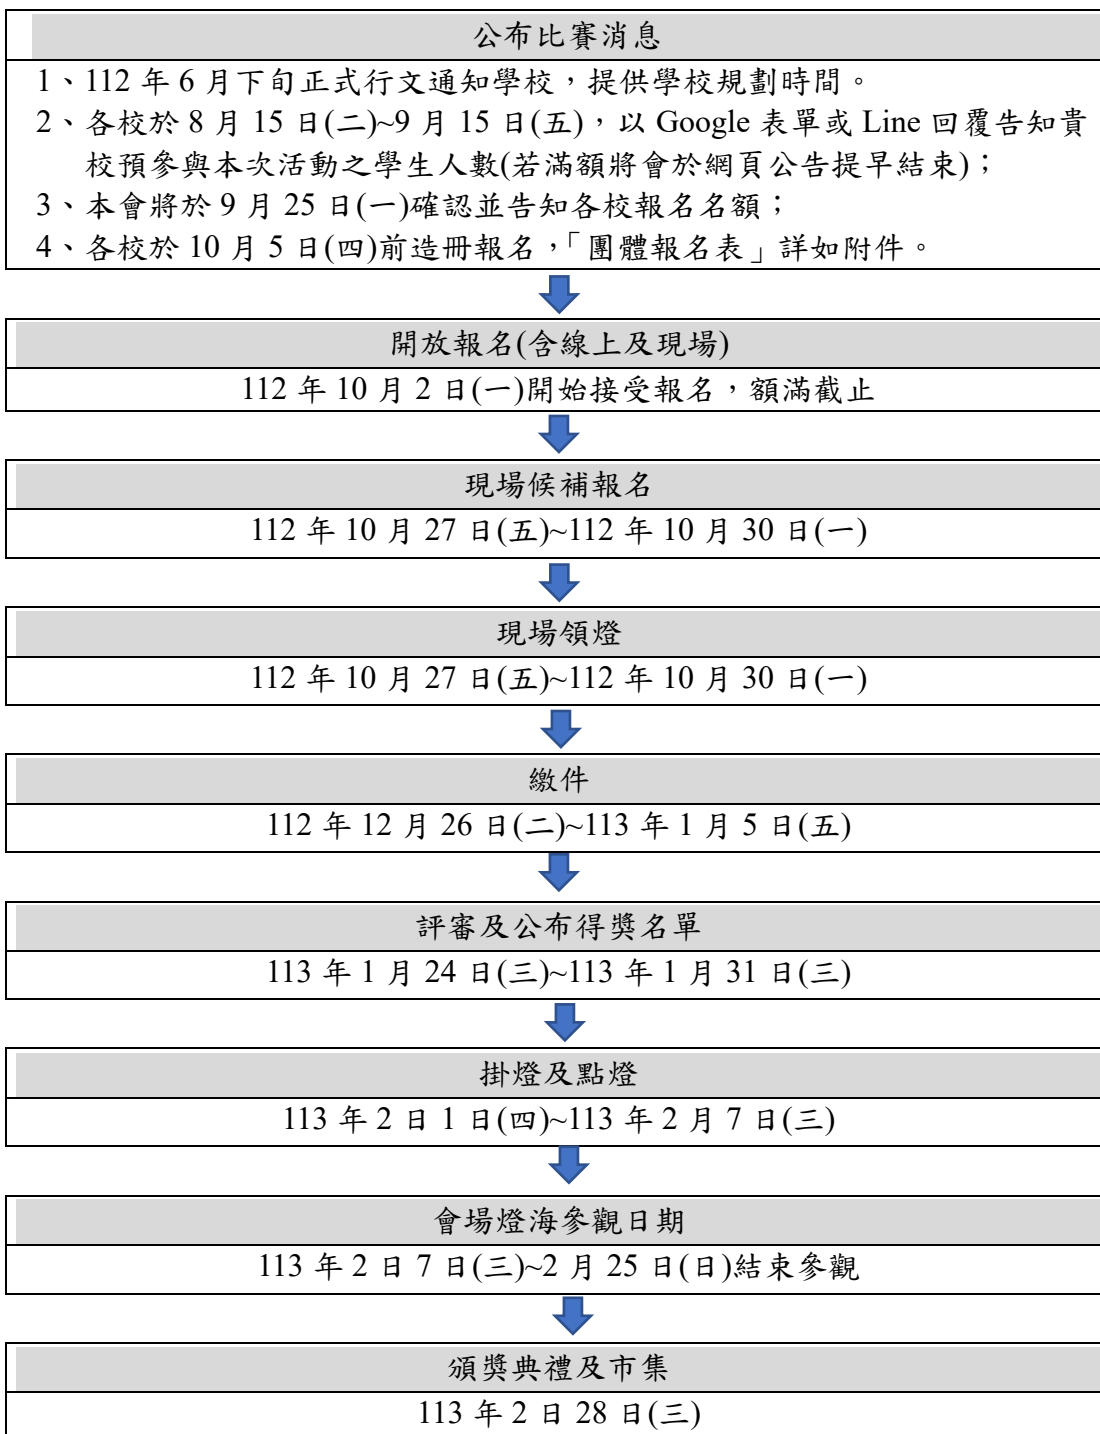 公布比賽消息
1、112 年 6 月下旬正式行文通知學校，提供學校規劃時間。
2、各校於 8 月 15 日(二)~9 月 15 日(五)，以 Google 表單或 Line 回覆告知貴
校預參與本次活動之學生人數(若滿額將會於網頁公告提早結束)；
3、本會將於 9 月 25 日(一)確認並告知各校報名名額；
4、各校於 10 月 5 日(四)前造冊報名，「團體報名表」詳如附件。
開放報名(含線上及現場)
112 年 10 月 2 日(一)開始接受報名，額滿截止
現場候補報名
112 年 10 月 27 日(五)~112 年 10 月 30 日(一)
現場領燈
112 年 10 月 27 日(五)~112 年 10 月 30 日(一)
繳件
112 年 12 月 26 日(二)~113 年 1 月 5 日(五)
評審及公布得獎名單
113 年 1 月 24 日(三)~113 年 1 月 31 日(三)
掛燈及點燈
113 年 2 日 1 日(四)~113 年 2 月 7 日(三)
會場燈海參觀日期
113 年 2 日 7 日(三)~2 月 25 日(日)結束參觀
頒獎典禮及市集
113 年 2 日 28 日(三)